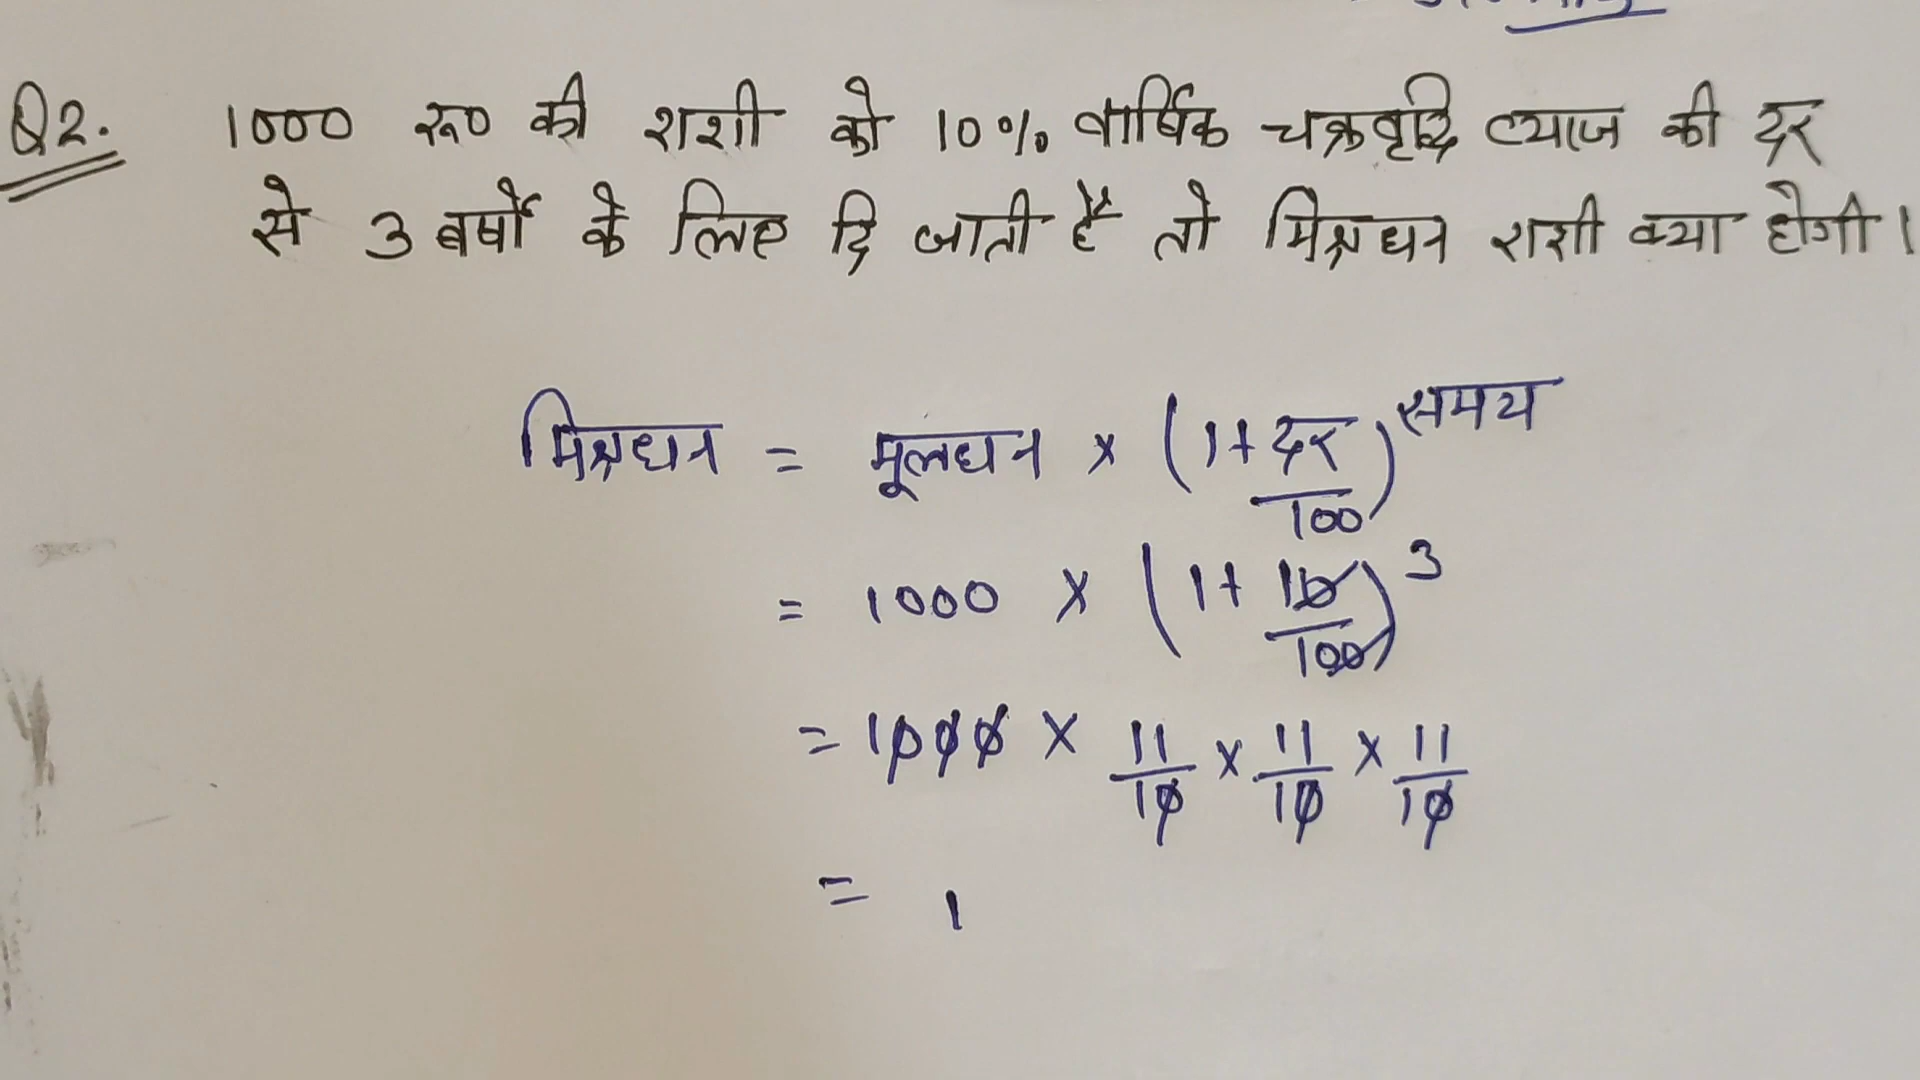 Q2. 1000 रू० की राशी को 10% वार्षिक चक्रवृद्दि ब्याज की दर
से 3 वर्षो के लिए दि जाती है तो मिश्रधन राशी क्या होगी।
मिश्रधन = मूलधन × (1+दर/100)^समय
= 1000 × (1+10/100)^3
= 1000 × 11/10 × 11/10 × 11/10
= 1